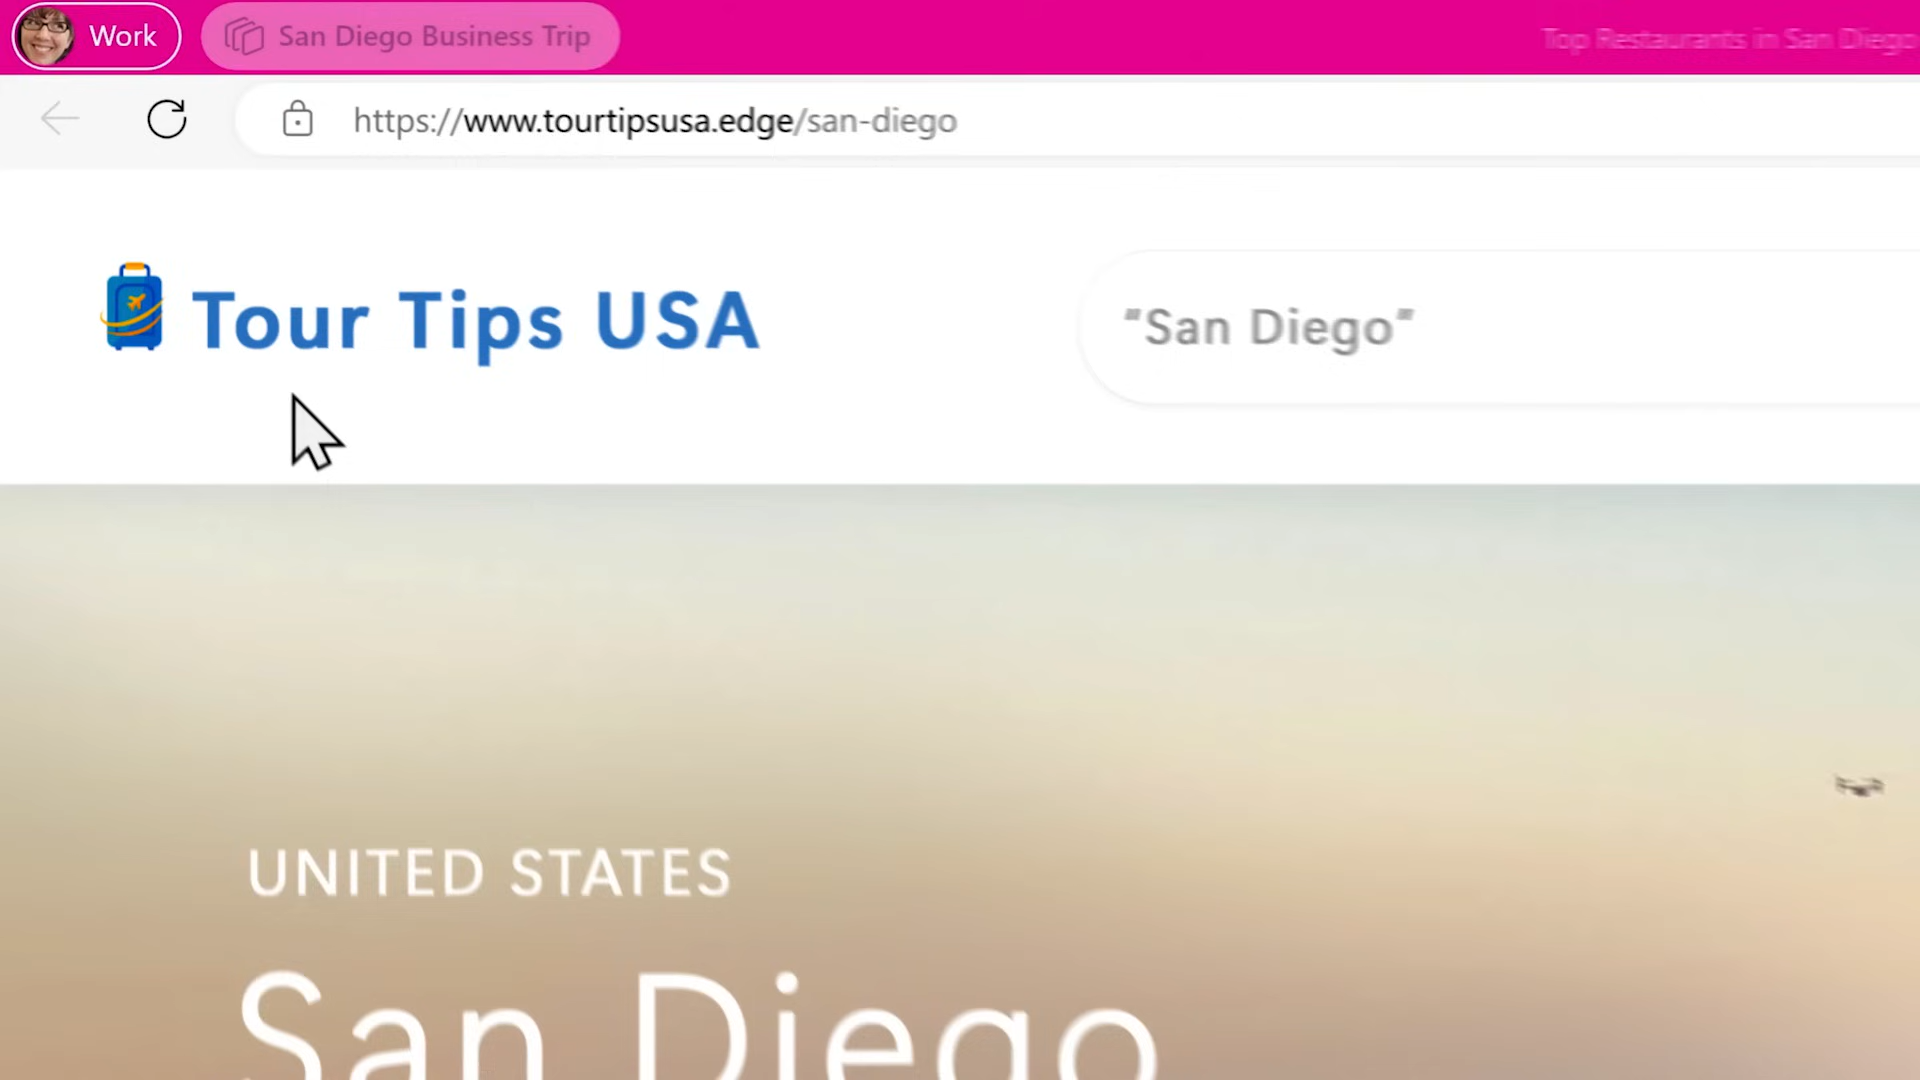 Work
San Diego Business Trip
Top Restaurants in San Diego
https://www.tourtipsusa.edge/san-diego
Tour Tips USA
"San Diego"
UNITED STATES
San Diego